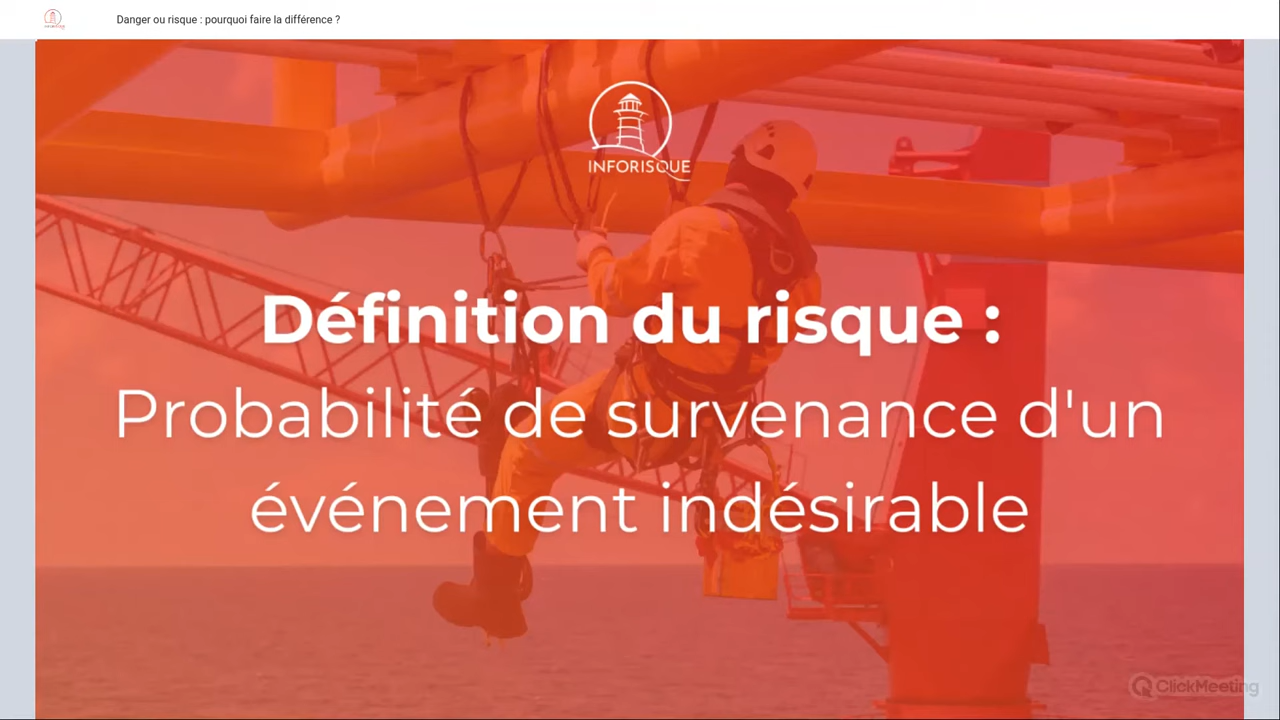 Danger ou risque : pourquoi faire la différence ?
INFORISQUE
Définition du risque :
Probabilité de survenance d'un
événement indésirable
ClickMeeting